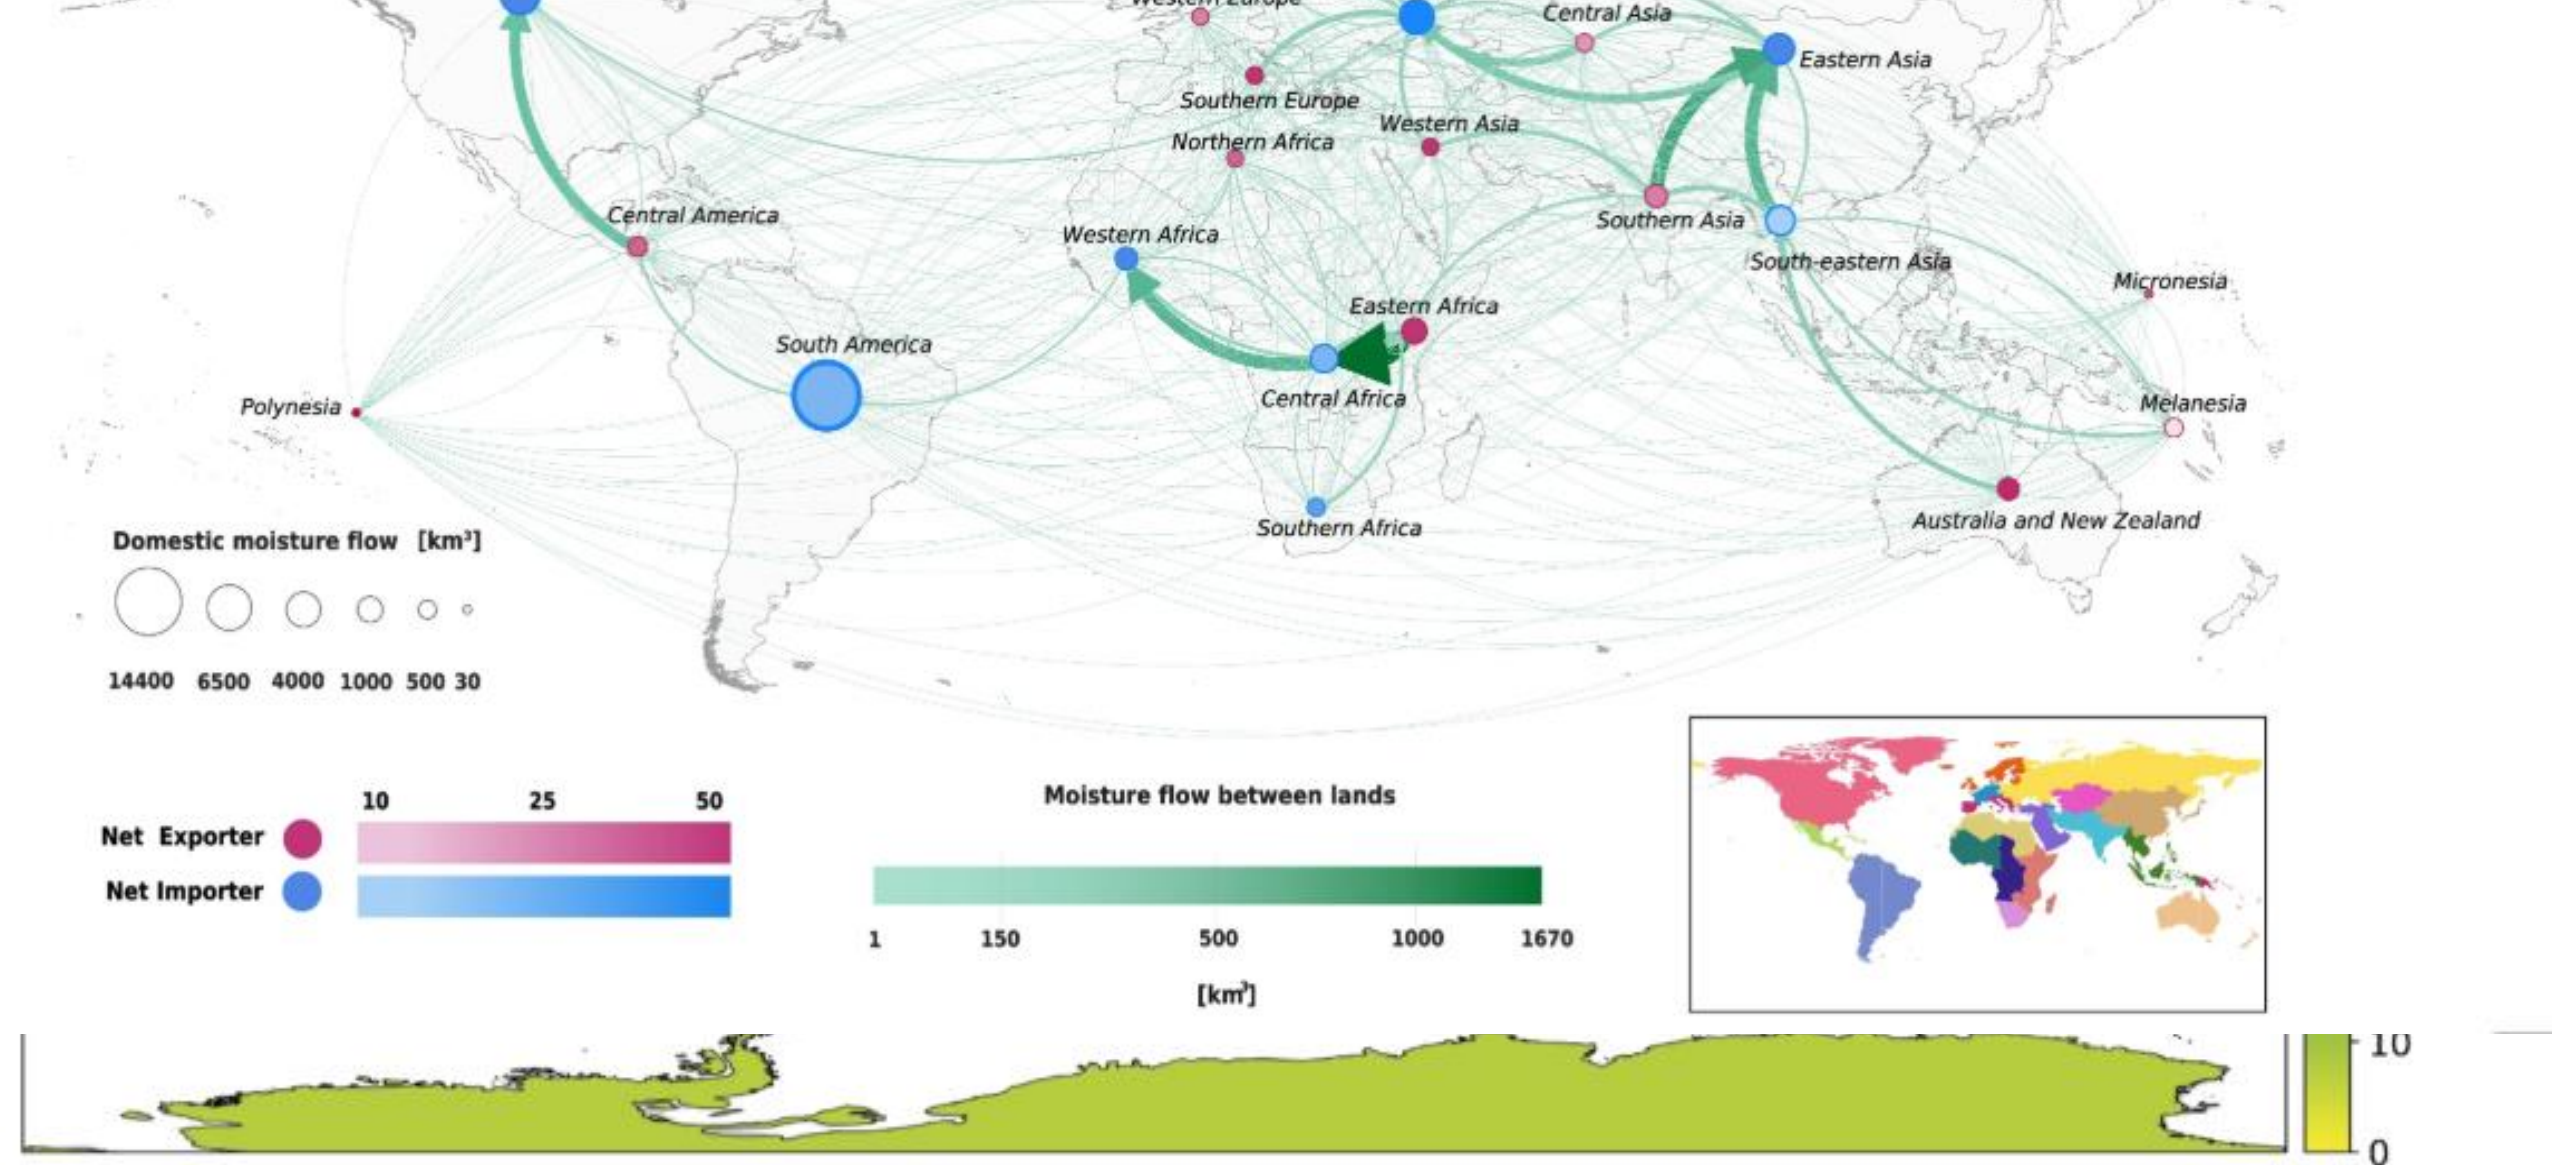 Western Europe
Central Asia
Eastern Asia
Southern Europe
Western Asia
Northern Africa
Central America
Southern Asia
Western Africa
South-eastern Asia
Micronesia
Eastern Africa
South America
Central Africa
Polynesia
Melanesia
Australia and New Zealand
Southern Africa
Domestic moisture flow [km³]
14400 6500 4000 1000 500 30
10 25 50
Net Exporter
Net Importer
Moisture flow between lands
1 150 500 1000 1670
[km³]
10
0